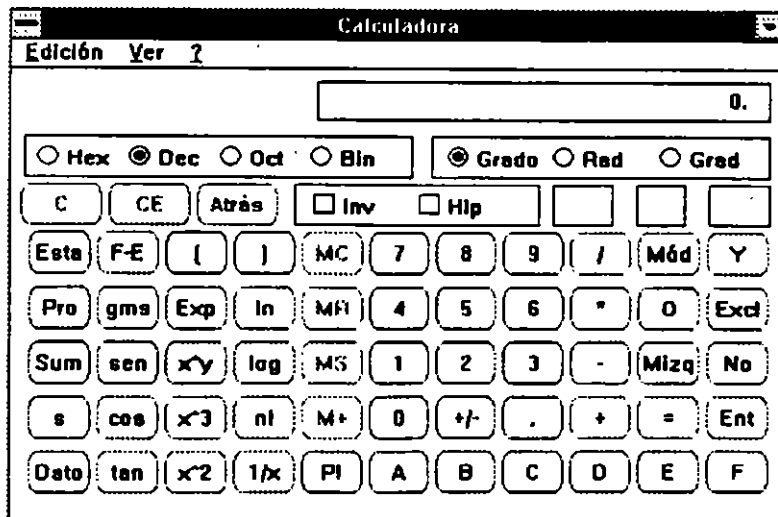 Calculadora
Edición Ver ?
0.
Hex Dec Oct Bin Grado Rad Grad
C CE Atrás Inv Hip
Esta F-E ( ) MC 7 8 9 / Mód Y
Pro gms Exp ln MR 4 5 6 * O Excl
Sum sen x^y log MS 1 2 3 - Mizq No
s cos x^3 n! M+ 0 +/- . + = Ent
Dato tan x^2 1/x PI A B C D E F